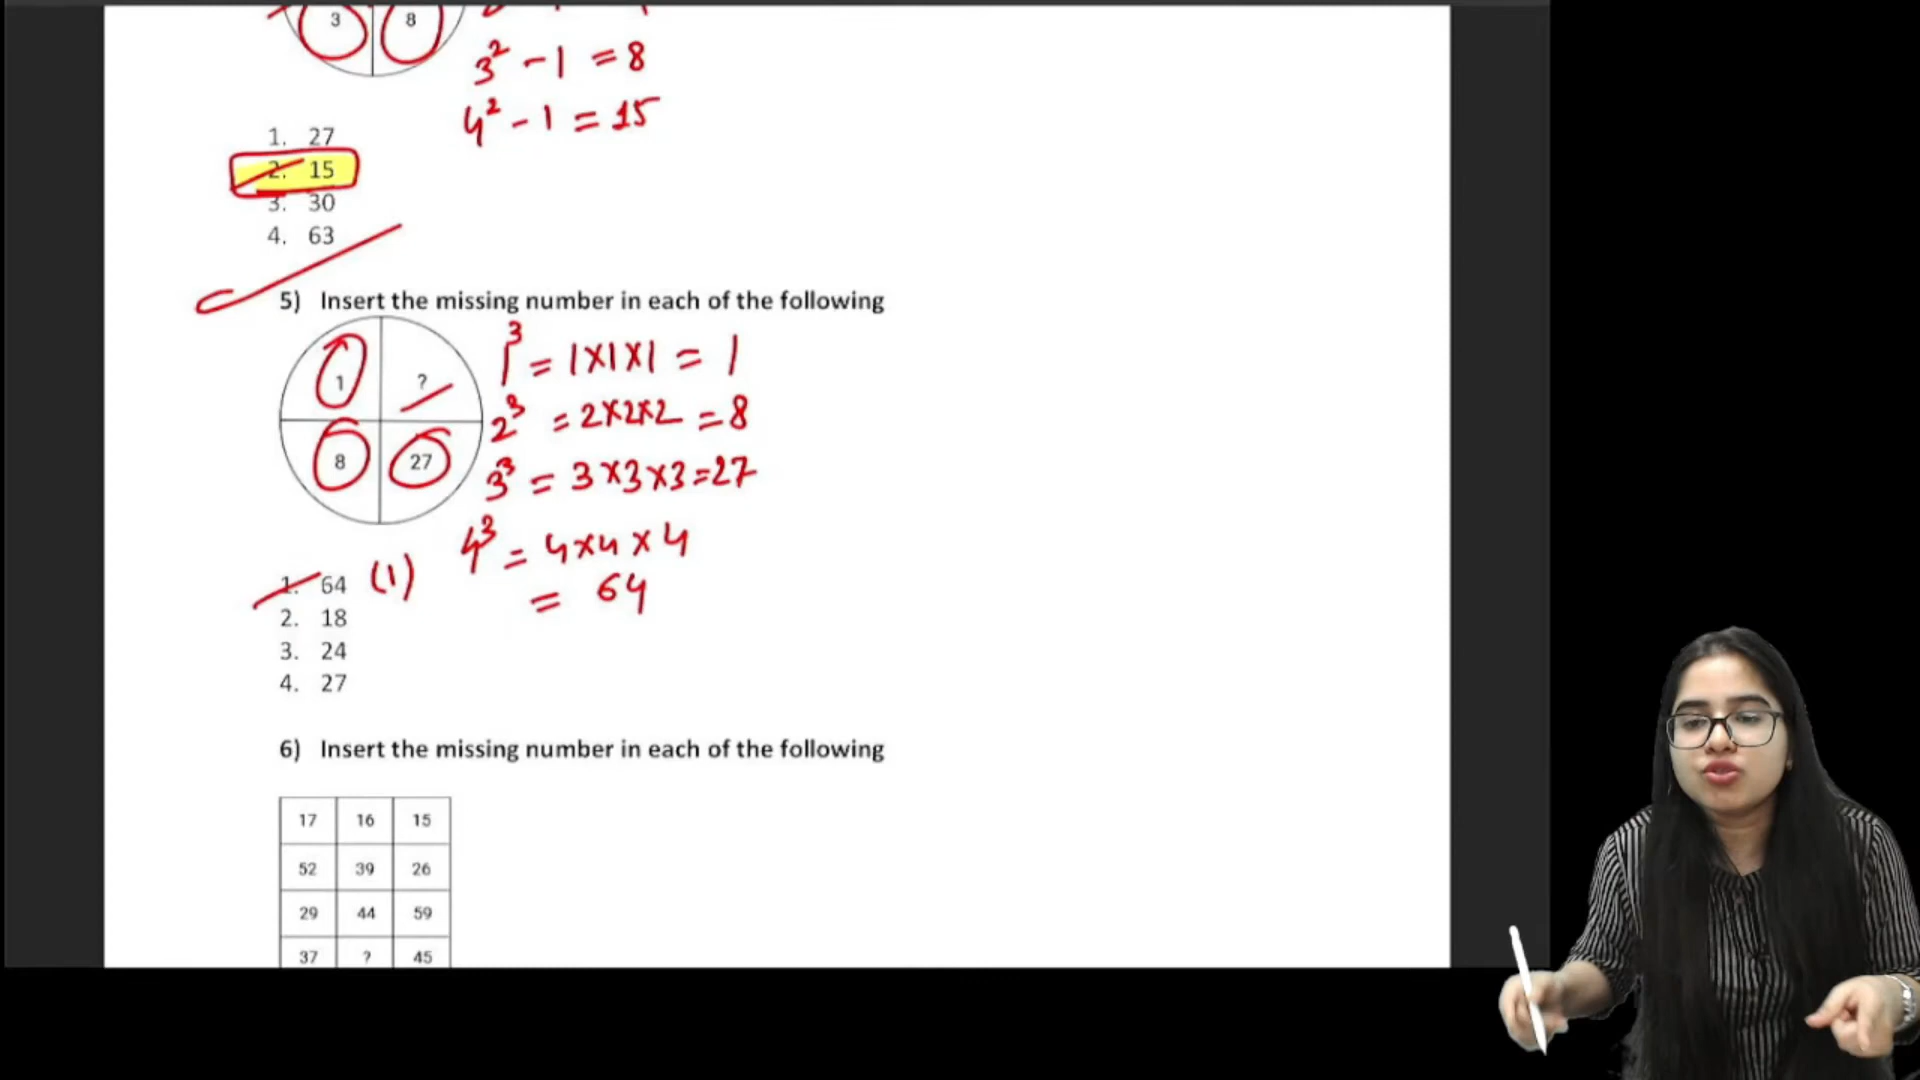 3 8
3² - 1 = 8
4² - 1 = 15
1. 27
2. 15
3. 30
4. 63
5) Insert the missing number in each of the following
1 ?
8 27
1³ = 1×1×1 = 1
2³ = 2×2×2 = 8
3³ = 3×3×3=27
4³ = 4×4×4
= 64
1. 64 (1)
2. 18
3. 24
4. 27
6) Insert the missing number in each of the following
17 16 15
52 39 26
29 44 59
37 ? 45